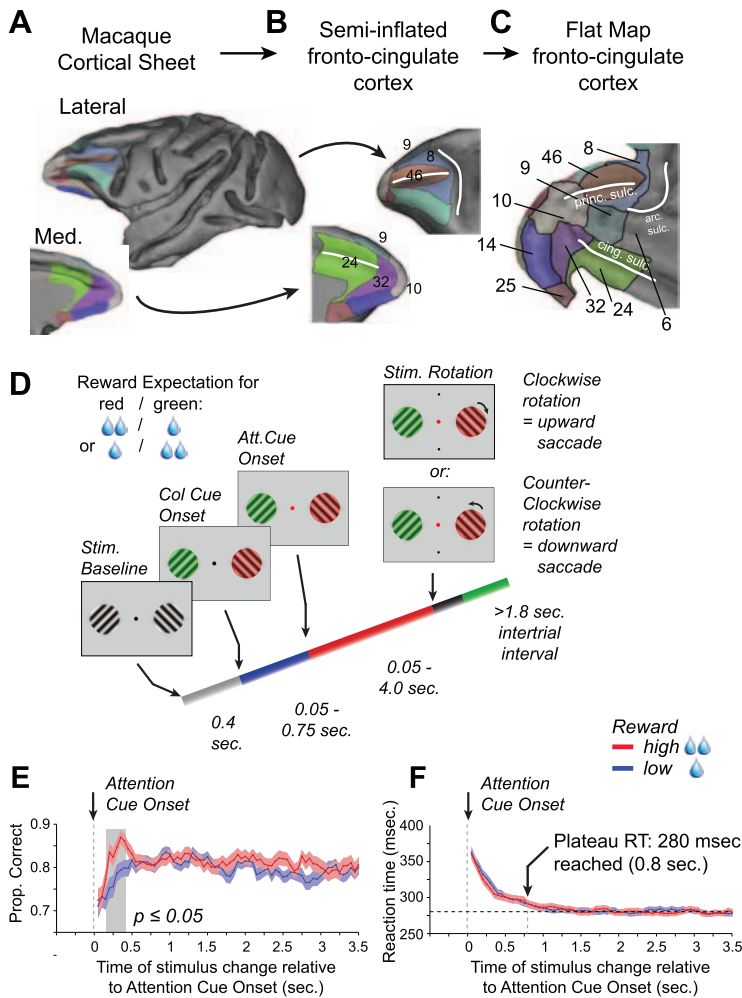 A
Macaque
Cortical Sheet
B
Semi-inflated
fronto-cingulate
cortex
C
Flat Map
fronto-cingulate
cortex
Lateral
Med.
9
8
46
9
24
32
10
46
8
9
10
princ. sulc.
arc.
sulc.
14
cing. sulc.
25
32
24
6
D
Reward Expectation for
red / green:
/
or /
Stim.
Baseline
Col Cue
Onset
Att.Cue
Onset
Stim. Rotation
or:
Clockwise
rotation
= upward
saccade
Counter-
Clockwise
rotation
= downward
saccade
0.4
sec.
0.05 -
0.75 sec.
0.05 -
4.0 sec.
>1.8 sec.
intertrial
interval
Reward
high
low
E
Attention
Cue Onset
Prop. Correct
0.9
0.8
0.7
p ≤ 0.05
-
0 0.5 1.0 1.5 2.0 2.5 3.0 3.5
Time of stimulus change relative
to Attention Cue Onset (sec.)
F
Attention
Cue Onset
Reaction time (msec.)
400
350
300
250
Plateau RT: 280 msec
reached (0.8 sec.)
0 0.5 1.0 1.5 2.0 2.5 3.0 3.5
Time of stimulus change relative
to Attention Cue Onset (sec.)